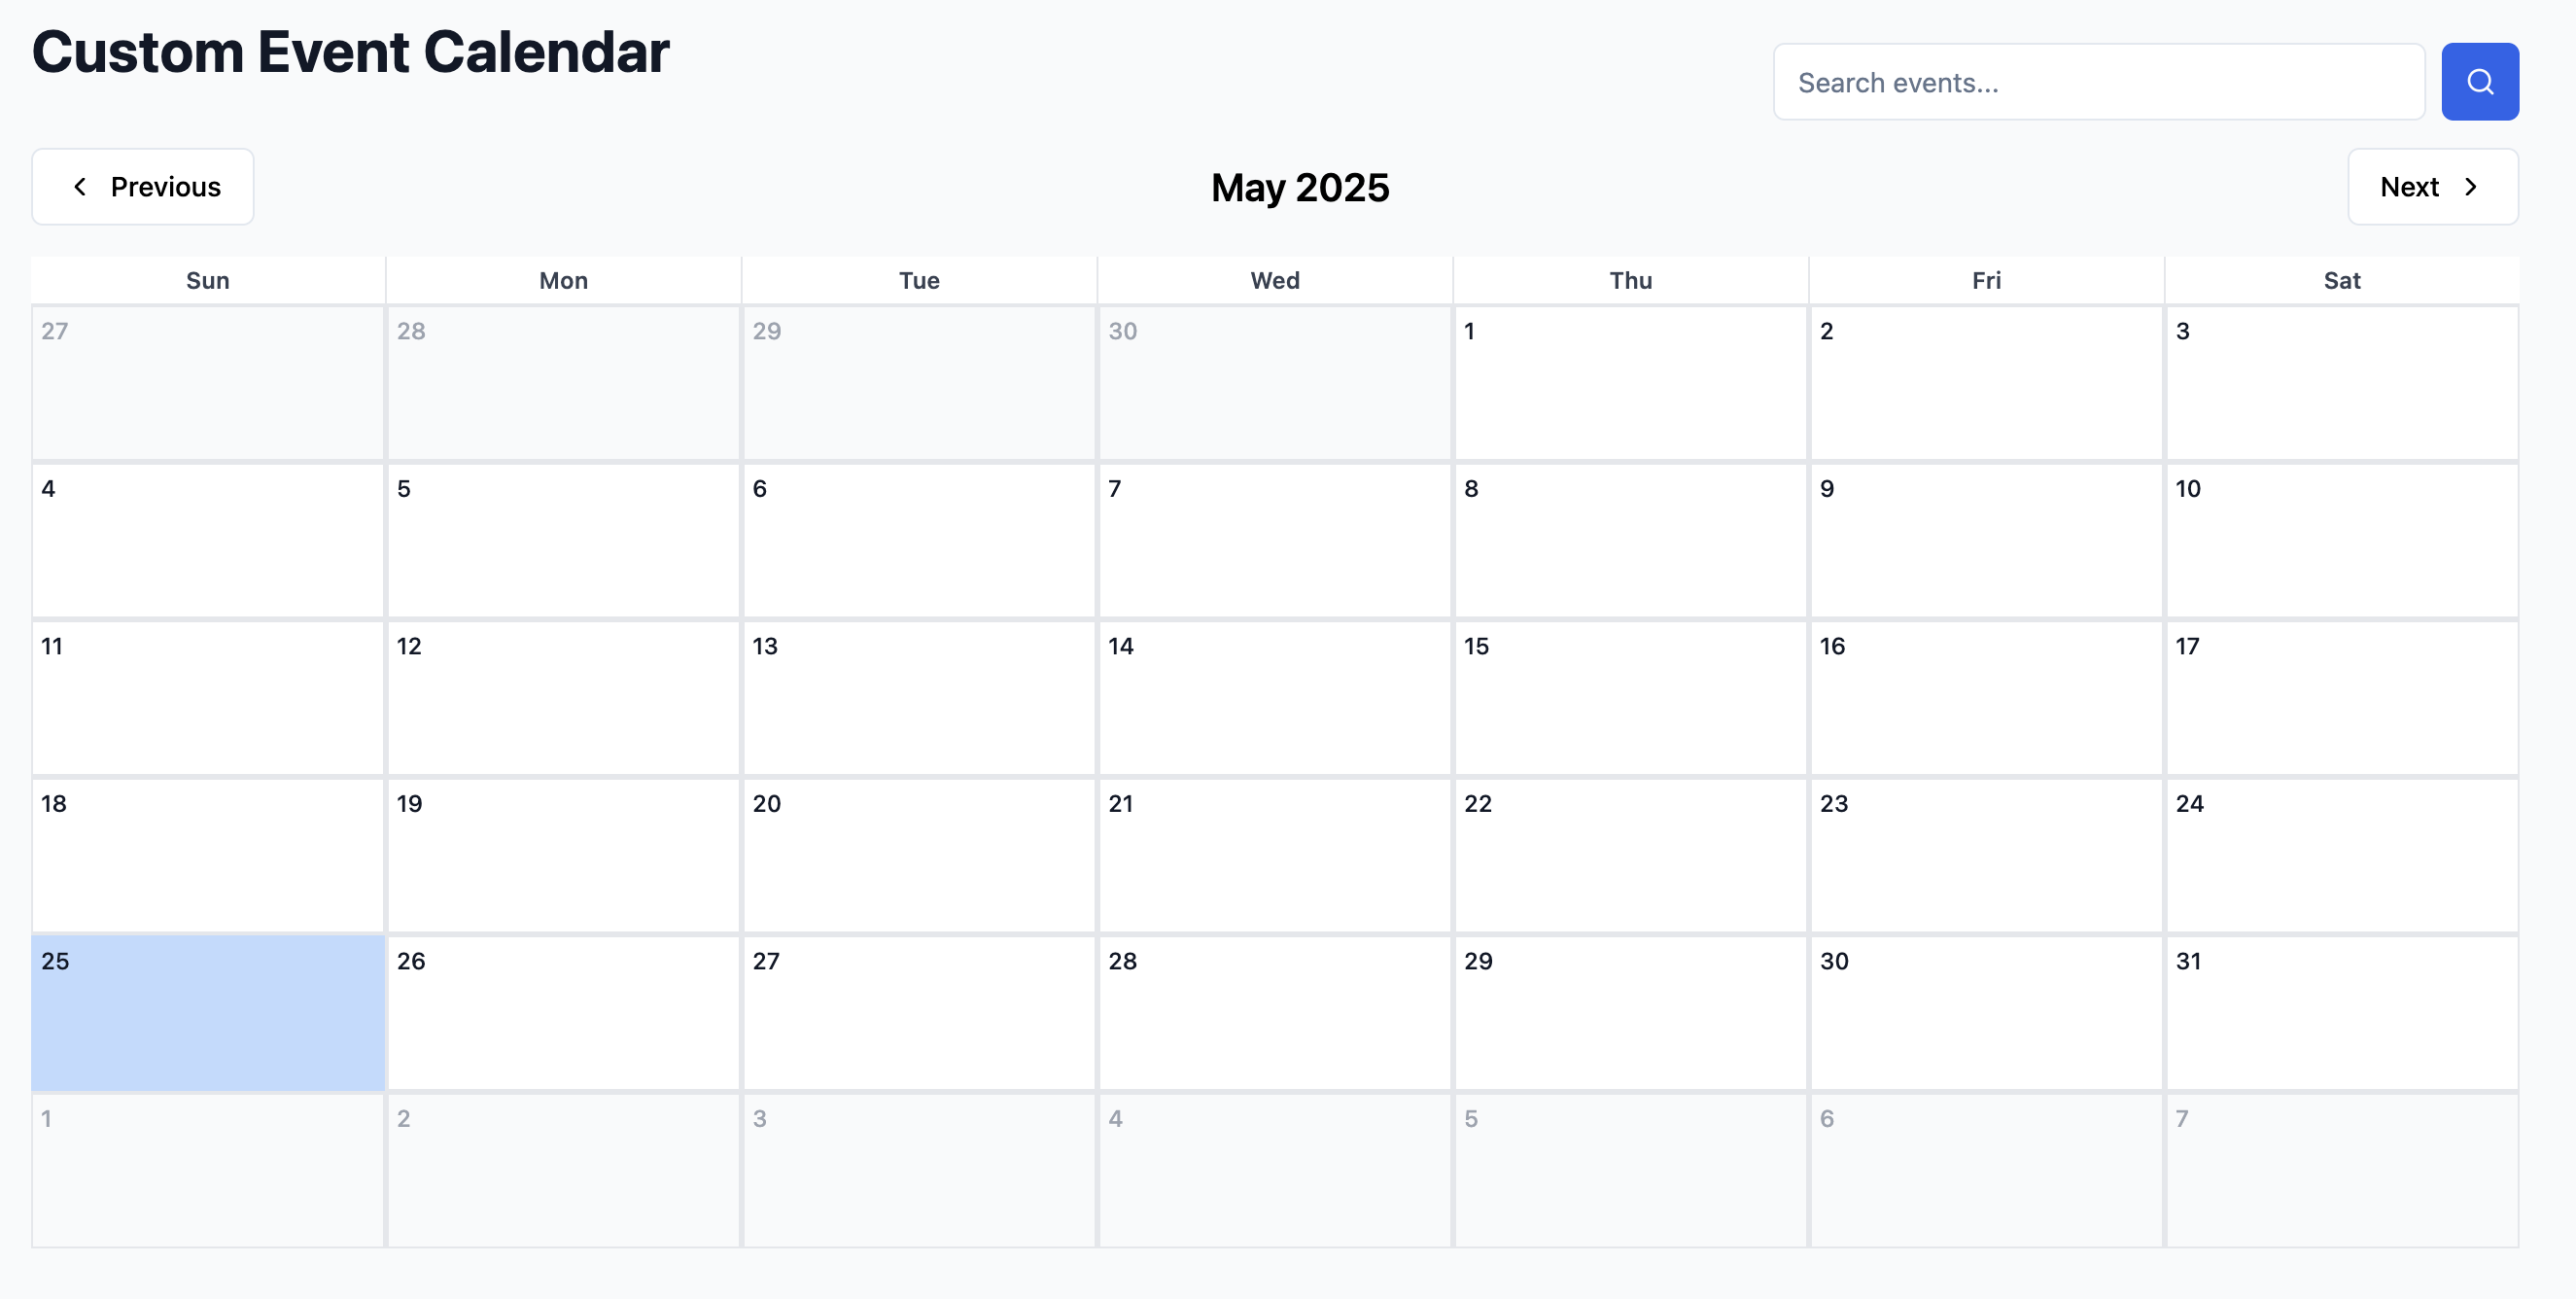 Custom Event Calendar
Search events...
Previous
May 2025
Next
Sun Mon Tue Wed Thu Fri Sat
27 28 29 30 1 2 3
4 5 6 7 8 9 10
11 12 13 14 15 16 17
18 19 20 21 22 23 24
25 26 27 28 29 30 31
1 2 3 4 5 6 7